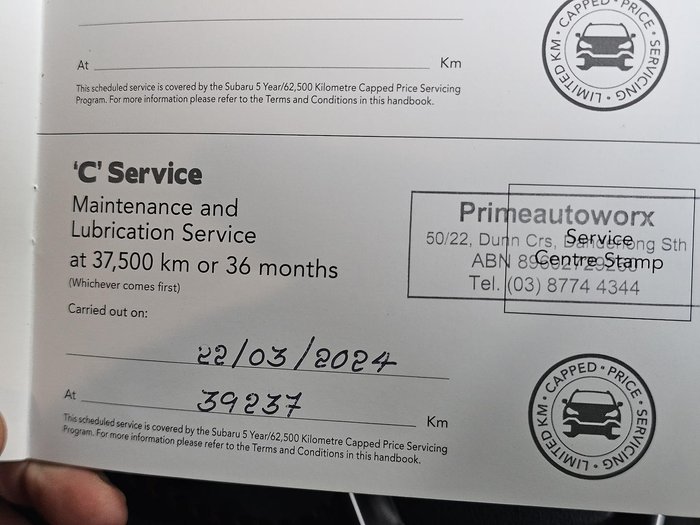 CAPPED • PRICE • SERVICING • LIMITED KM •
At Km
This scheduled service is covered by the Subaru 5 Year/62,500 Kilometre Capped Price Servicing
Program. For more information please refer to the Terms and Conditions in this handbook.
'C' Service
Maintenance and
Lubrication Service
at 37,500 km or 36 months
(Whichever comes first)
Primeautoworx
50/22, Dunn Crs, Dandenong Sth
ABN
Tel. (03) 8774 4344
Service
Centre Stamp
Carried out on:
22/03/2024
At 39237 Km
This scheduled service is covered by the Subaru 5 Year/62,500 Kilometre Capped Price Servicing
Program. For more information please refer to the Terms and Conditions in this handbook.
CAPPED • PRICE • SERVICING • LIMITED KM •